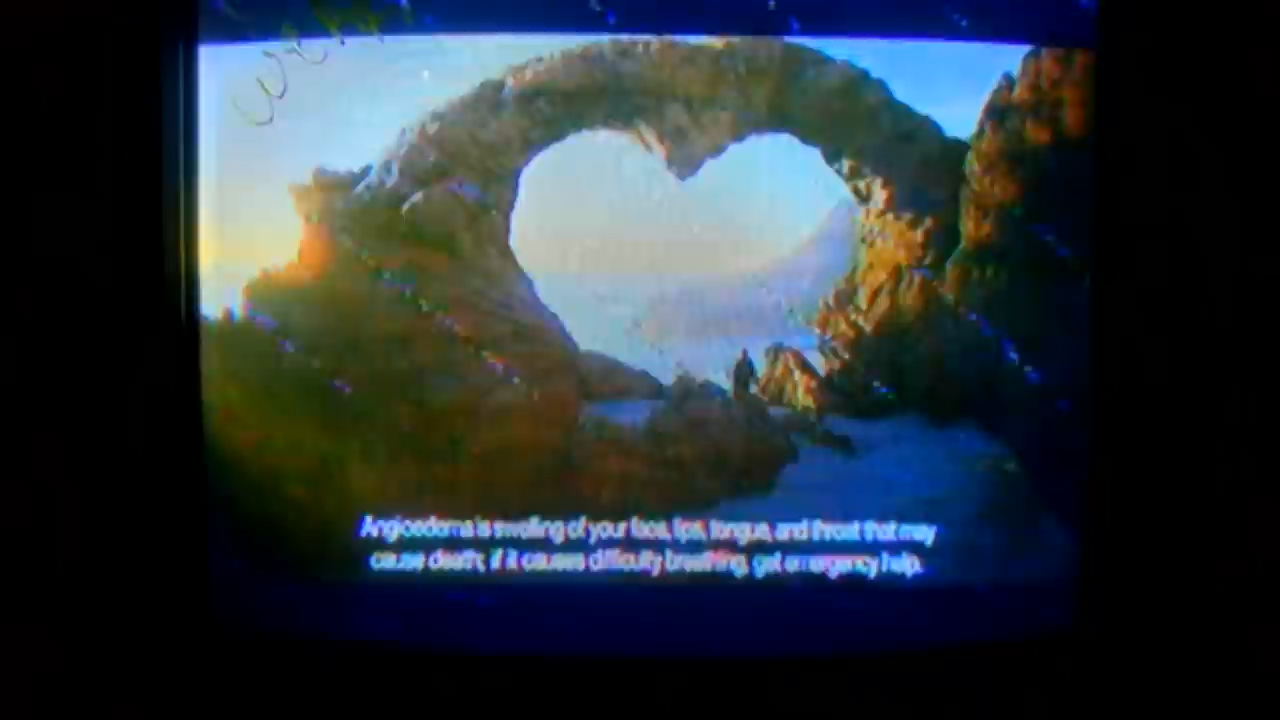 Angioedema is swelling of your face, lips, tongue, and throat that may
cause death; if it causes difficulty breathing, get emergency help.